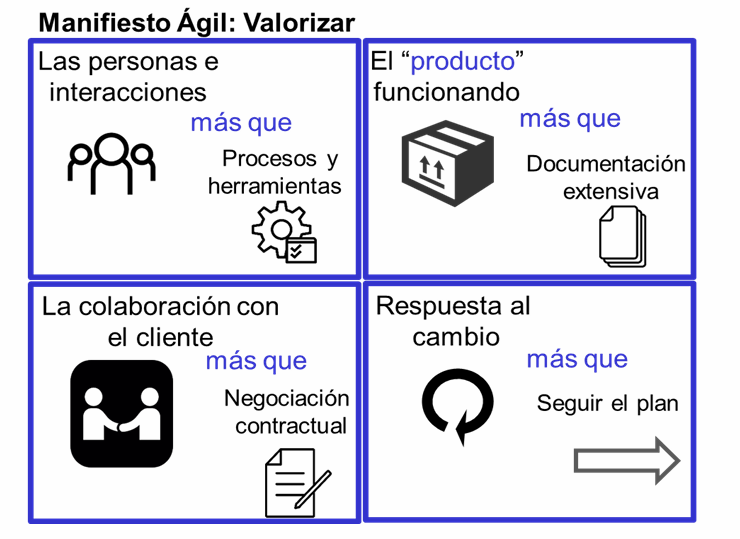 Manifiesto Ágil: Valorizar
Las personas e
interacciones
más que
Procesos y
herramientas
El “producto”
funcionando
más que
Documentación
extensiva
La colaboración con
el cliente
más que
Negociación
contractual
Respuesta al
cambio
más que
Seguir el plan